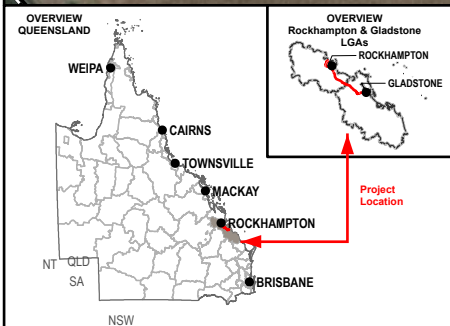 OVERVIEW
QUEENSLAND
WEIPA
CAIRNS
TOWNSVILLE
MACKAY
ROCKHAMPTON
BRISBANE
NT
QLD
SA
NSW
OVERVIEW
Rockhampton & Gladstone
LGAs
ROCKHAMPTON
GLADSTONE
Project
Location